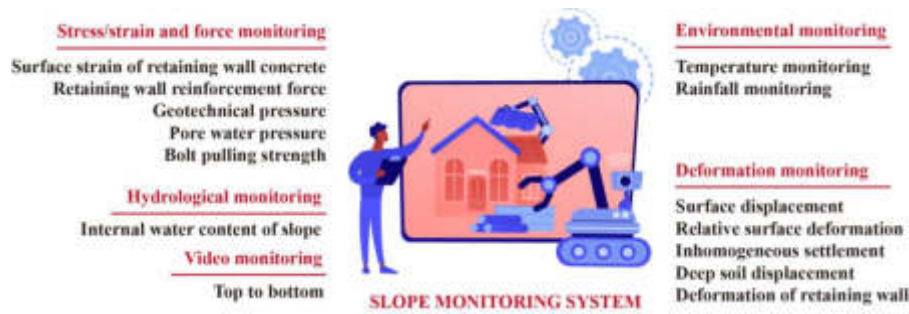 Stress/strain and force monitoring
Surface strain of retaining wall concrete
Retaining wall reinforcement force
Geotechnical pressure
Pore water pressure
Bolt pulling strength
Hydrological monitoring
Internal water content of slope
Video monitoring
Top to bottom
SLOPE MONITORING SYSTEM
Environmental monitoring
Temperature monitoring
Rainfall monitoring
Deformation monitoring
Surface displacement
Relative surface deformation
Inhomogeneous settlement
Deep soil displacement
Deformation of retaining wall